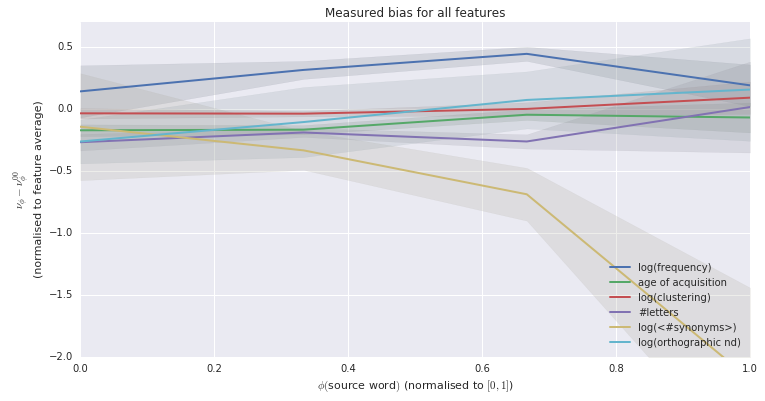 Measured bias for all features
0.5
0.0
−0.5
−1.0
−1.5
−2.0
ν_ϕ − ν_ϕ^00
(normalised to feature average)
log(frequency)
age of acquisition
log(clustering)
#letters
log(<#synonyms>)
log(orthographic nd)
0.0 0.2 0.4 0.6 0.8 1.0
ϕ(source word) (normalised to [0,1])